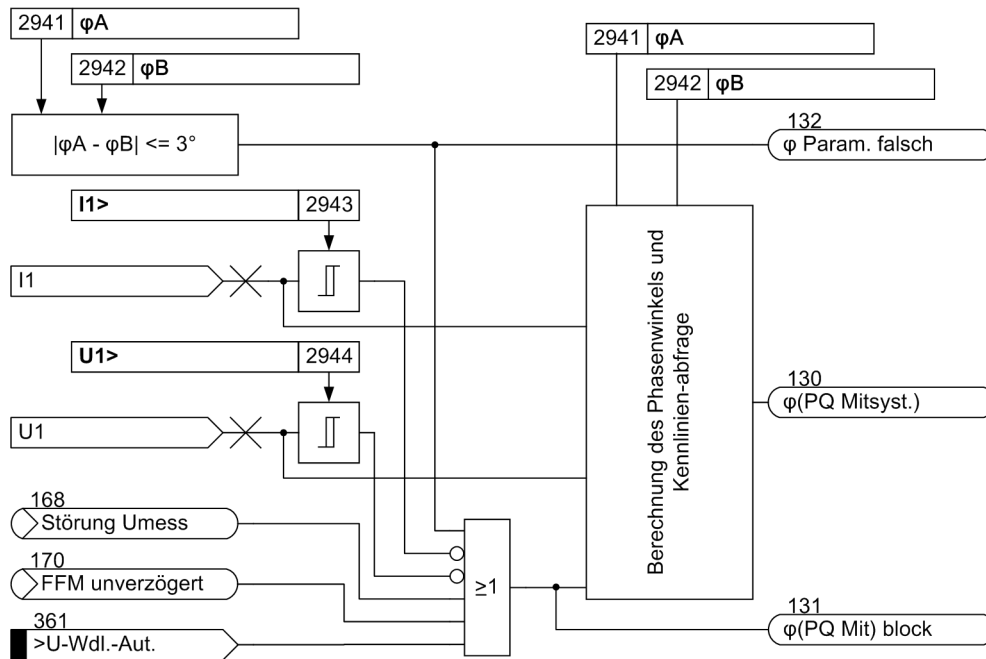 2941 φA
2942 φB
|φA - φB| <= 3°
2941 φA
2942 φB
132
φ Param. falsch
I1> 2943
I1
U1> 2944
U1
Berechnung des Phasenwinkels und
Kennlinien-abfrage
130
φ(PQ Mitsyst.)
168
Störung Umess
170
FFM unverzögert
361
>U-Wdl.-Aut.
≥1
131
φ(PQ Mit) block